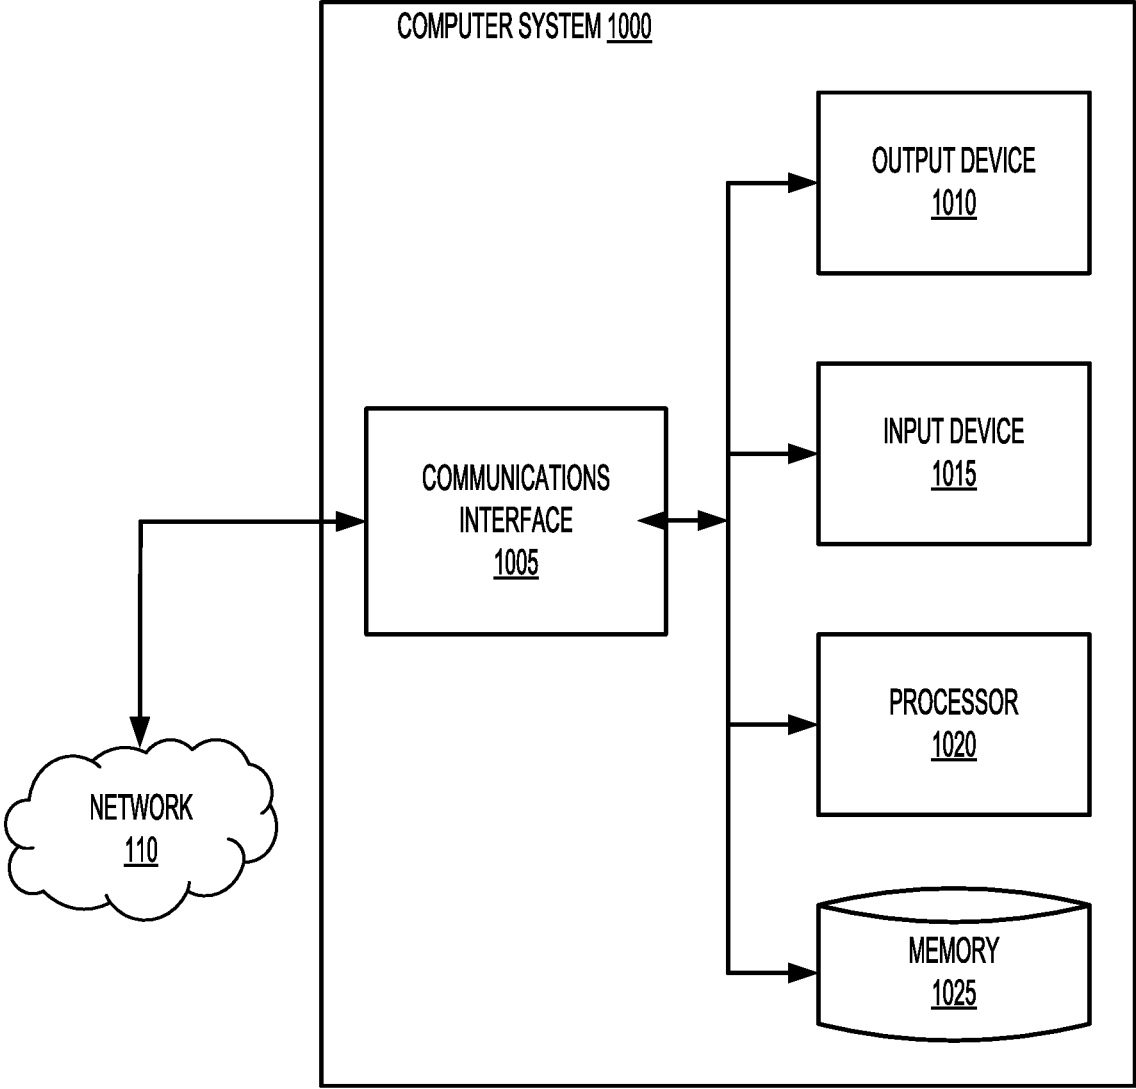 COMPUTER SYSTEM 1000
OUTPUT DEVICE
1010
INPUT DEVICE
1015
COMMUNICATIONS
INTERFACE
1005
PROCESSOR
1020
NETWORK
110
MEMORY
1025